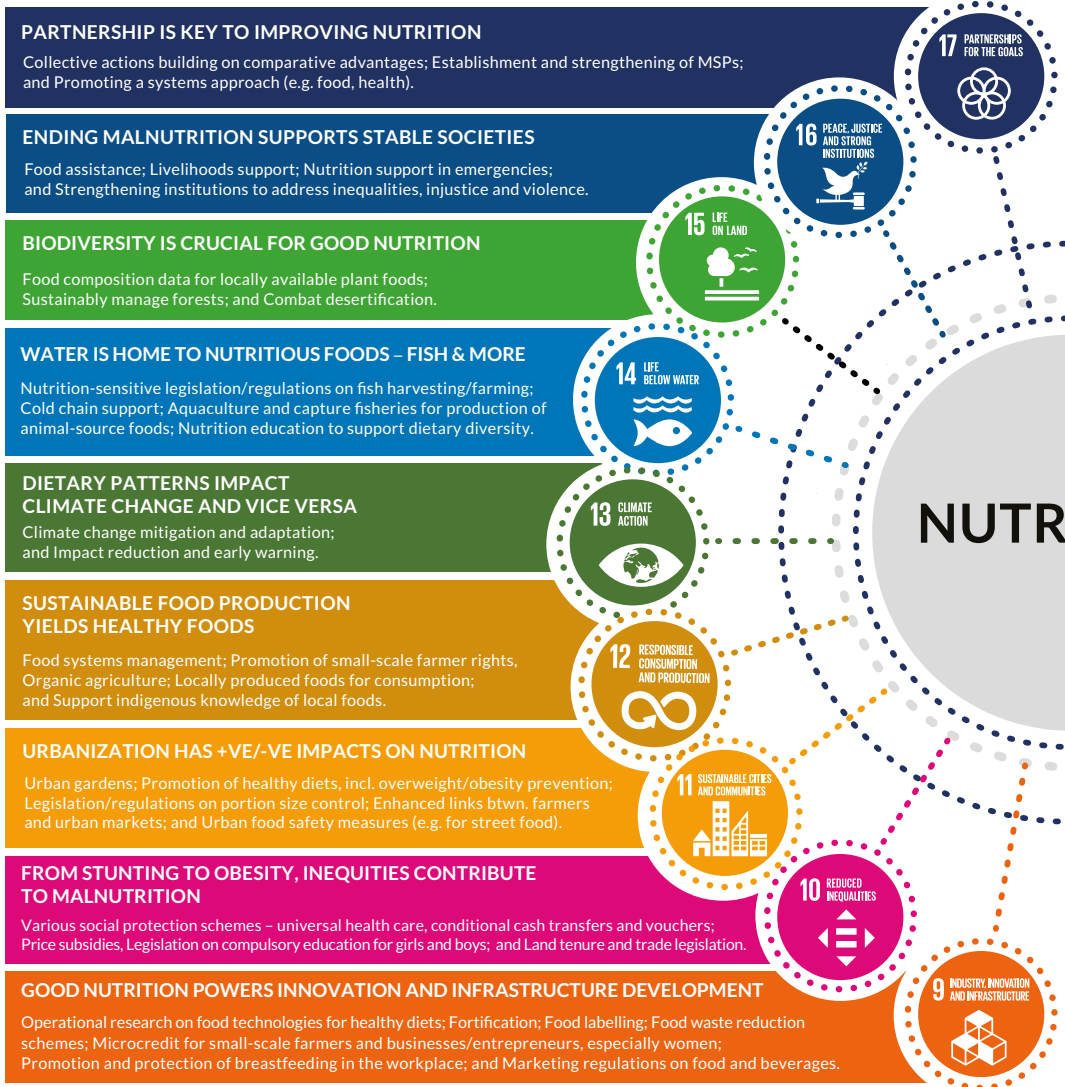 PARTNERSHIP IS KEY TO IMPROVING NUTRITION
Collective actions building on comparative advantages; Establishment and strengthening of MSPs;
and Promoting a systems approach (e.g. food, health).
17 PARTNERSHIPS
FOR THE GOALS
ENDING MALNUTRITION SUPPORTS STABLE SOCIETIES
Food assistance; Livelihoods support; Nutrition support in emergencies;
and Strengthening institutions to address inequalities, injustice and violence.
16 PEACE, JUSTICE
AND STRONG
INSTITUTIONS
BIODIVERSITY IS CRUCIAL FOR GOOD NUTRITION
Food composition data for locally available plant foods;
Sustainably manage forests; and Combat desertification.
15 LIFE
ON LAND
WATER IS HOME TO NUTRITIOUS FOODS – FISH & MORE
Nutrition-sensitive legislation/regulations on fish harvesting/farming;
Cold chain support; Aquaculture and capture fisheries for production of
animal-source foods; Nutrition education to support dietary diversity.
14 LIFE
BELOW WATER
DIETARY PATTERNS IMPACT
CLIMATE CHANGE AND VICE VERSA
Climate change mitigation and adaptation;
and Impact reduction and early warning.
13 CLIMATE
ACTION
NUTR
SUSTAINABLE FOOD PRODUCTION
YIELDS HEALTHY FOODS
Food systems management; Promotion of small-scale farmer rights,
Organic agriculture; Locally produced foods for consumption;
and Support indigenous knowledge of local foods.
12 RESPONSIBLE
CONSUMPTION
AND PRODUCTION
URBANIZATION HAS +VE/-VE IMPACTS ON NUTRITION
Urban gardens; Promotion of healthy diets, incl. overweight/obesity prevention;
Legislation/regulations on portion size control; Enhanced links btwn. farmers
and urban markets; and Urban food safety measures (e.g. for street food).
11 SUSTAINABLE CITIES
AND COMMUNITIES
FROM STUNTING TO OBESITY, INEQUITIES CONTRIBUTE
TO MALNUTRITION
Various social protection schemes – universal health care, conditional cash transfers and vouchers;
Price subsidies, Legislation on compulsory education for girls and boys; and Land tenure and trade legislation.
10 REDUCED
INEQUALITIES
GOOD NUTRITION POWERS INNOVATION AND INFRASTRUCTURE DEVELOPMENT
Operational research on food technologies for healthy diets; Fortification; Food labelling; Food waste reduction
schemes; Microcredit for small-scale farmers and businesses/entrepreneurs, especially women;
Promotion and protection of breastfeeding in the workplace; and Marketing regulations on food and beverages.
9 INDUSTRY, INNOVATION
AND INFRASTRUCTURE